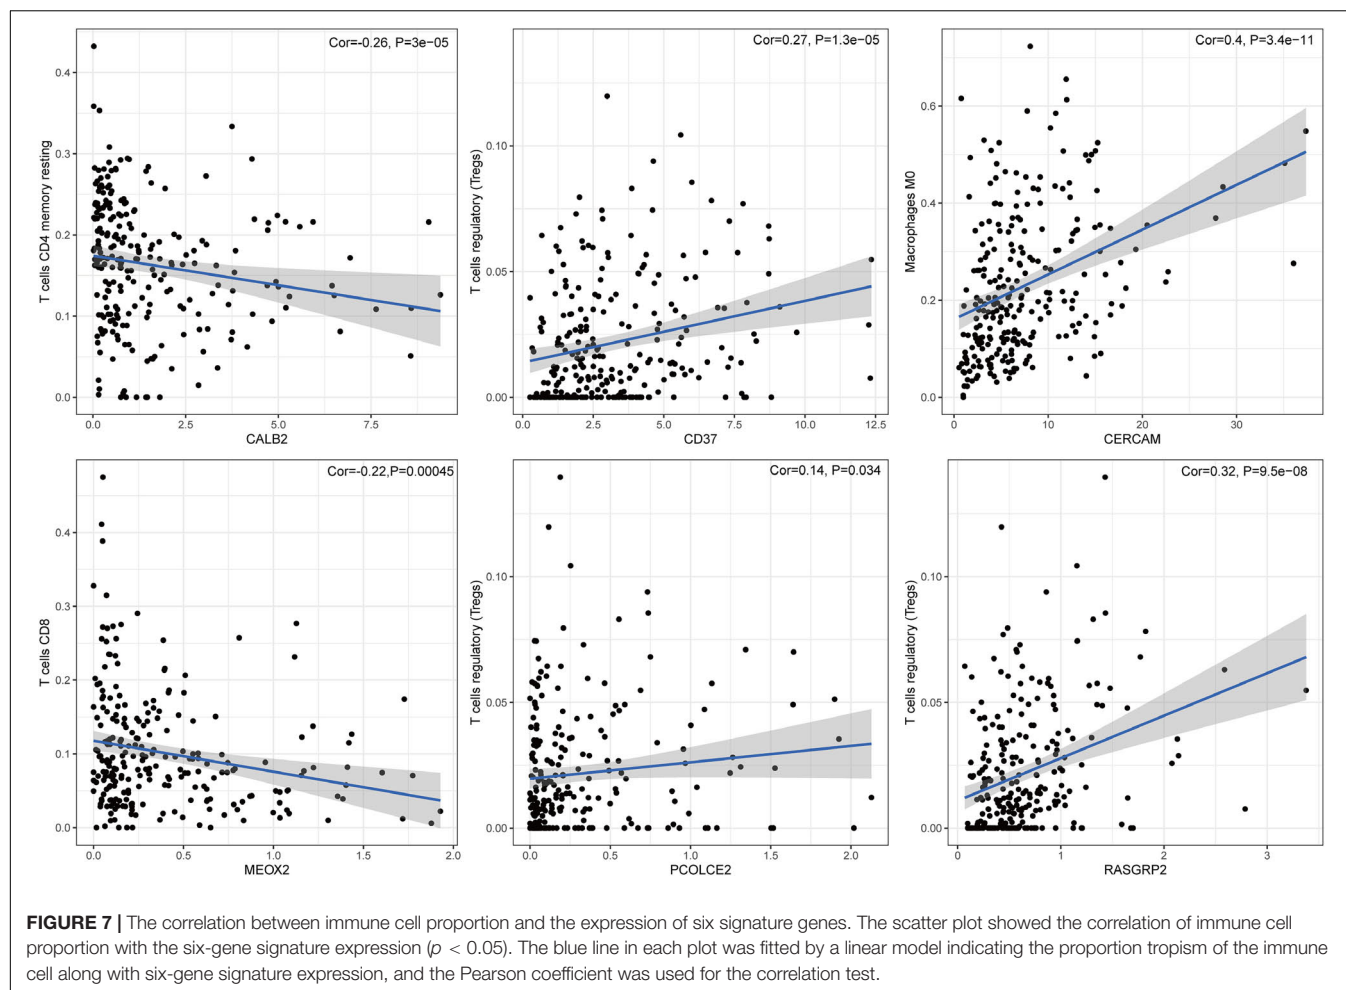 Cor=-0.26, P=3e-05
T cells CD4 memory resting
0.4
0.3
0.2
0.1
0.0
0.0 2.5 5.0 7.5
CALB2
Cor=0.27, P=1.3e-05
T cells regulatory (Tregs)
0.10
0.05
0.00
0.0 2.5 5.0 7.5 10.0 12.5
CD37
Cor=0.4, P=3.4e-11
Macrophages M0
0.6
0.4
0.2
0.0
0 10 20 30
CERCAM
Cor=-0.22,P=0.00045
T cells CD8
0.4
0.3
0.2
0.1
0.0
0.0 0.5 1.0 1.5 2.0
MEOX2
Cor=0.14, P=0.034
T cells regulatory (Tregs)
0.10
0.05
0.00
0.0 0.5 1.0 1.5 2.0
PCOLCE2
Cor=0.32, P=9.5e-08
T cells regulatory (Tregs)
0.10
0.05
0.00
0 1 2 3
RASGRP2
FIGURE 7 | The correlation between immune cell proportion and the expression of six signature genes. The scatter plot showed the correlation of immune cell
proportion with the six-gene signature expression (p < 0.05). The blue line in each plot was fitted by a linear model indicating the proportion tropism of the immune
cell along with six-gene signature expression, and the Pearson coefficient was used for the correlation test.